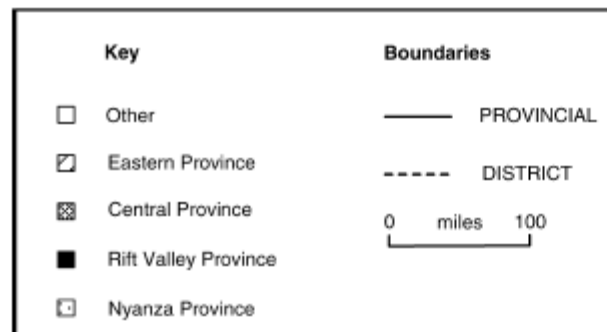 Key
Other
Eastern Province
Central Province
Rift Valley Province
Nyanza Province
Boundaries
PROVINCIAL
DISTRICT
0 miles 100